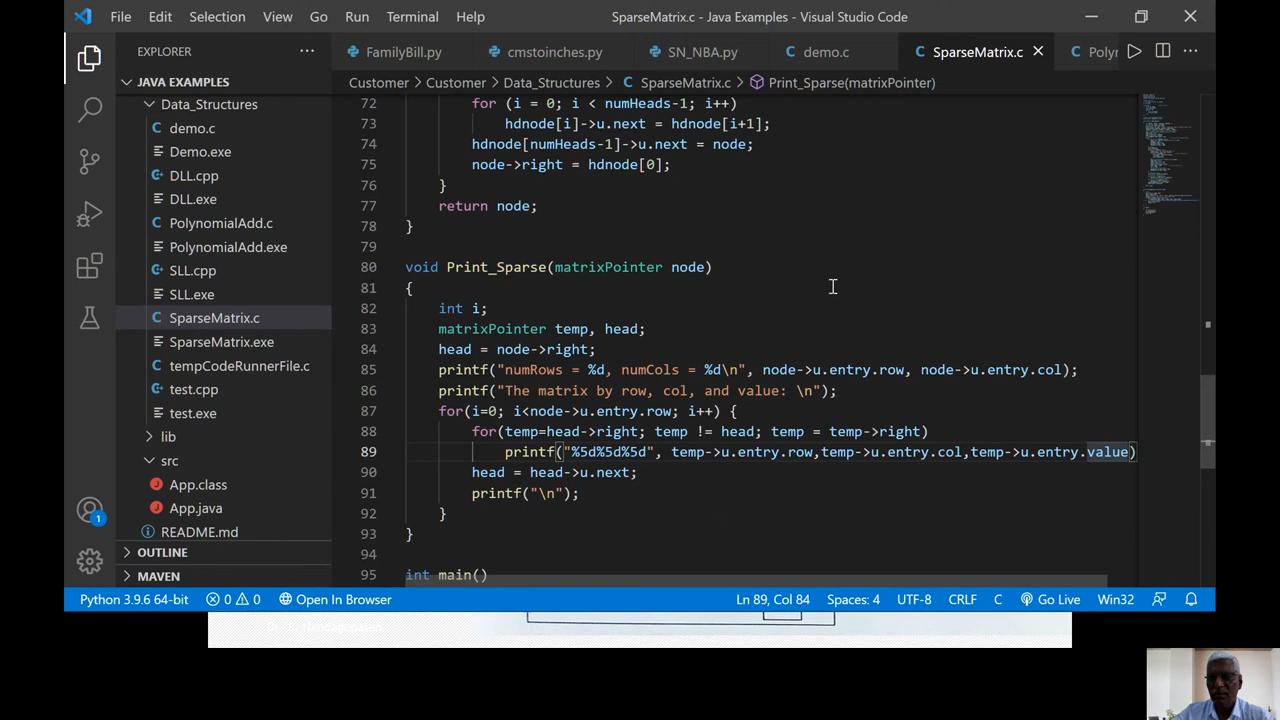 File Edit Selection View Go Run Terminal Help SparseMatrix.c - Java Examples - Visual Studio Code
EXPLORER ... FamilyBill.py cmstoinches.py SN_NBA.py demo.c SparseMatrix.c Polyn
JAVA EXAMPLES Customer > Customer > Data_Structures > SparseMatrix.c > Print_Sparse(matrixPointer)
Data_Structures
demo.c
Demo.exe
DLL.cpp
DLL.exe
PolynomialAdd.c
PolynomialAdd.exe
SLL.cpp
SLL.exe
SparseMatrix.c
SparseMatrix.exe
tempCodeRunnerFile.c
test.cpp
test.exe
lib
src
App.class
App.java
README.md
OUTLINE
MAVEN
72 for (i = 0; i < numHeads-1; i++)
73 hdnode[i]->u.next = hdnode[i+1];
74 hdnode[numHeads-1]->u.next = node;
75 node->right = hdnode[0];
76 }
77 return node;
78 }
79
80 void Print_Sparse(matrixPointer node)
81 {
82 int i;
83 matrixPointer temp, head;
84 head = node->right;
85 printf("numRows = %d, numCols = %d\n", node->u.entry.row, node->u.entry.col);
86 printf("The matrix by row, col, and value: \n");
87 for(i=0; i<node->u.entry.row; i++) {
88 for(temp=head->right; temp != head; temp = temp->right)
89 printf("%5d%5d%5d", temp->u.entry.row,temp->u.entry.col,temp->u.entry.value)
90 head = head->u.next;
91 printf("\n");
92 }
93 }
94
95 int main()
1
Python 3.9.6 64-bit 0 0 Open In Browser Ln 89, Col 84 Spaces: 4 UTF-8 CRLF C Go Live Win32